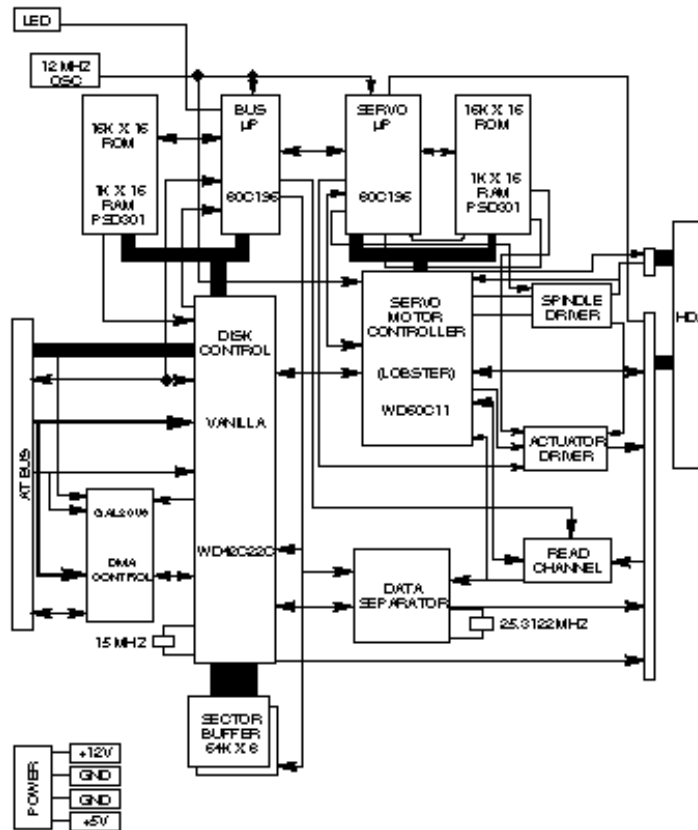 LED
12 MHZ
OSC
16K X 16
ROM
1K X 16
RAM
PSD301
BUS
µP
80C196
SERVO
µP
80C196
16K X 16
ROM
1K X 16
RAM
PSD301
DISK
CONTROL
VANILLA
WD42C22C
SERVO
MOTOR
CONTROLLER
(LOBSTER)
WD60C11
SPINDLE
DRIVER
HD
ACTUATOR
DRIVER
AT BUS
GAL20V8
DMA
CONTROL
READ
CHANNEL
DATA
SEPARATOR
25.3122 MHZ
15 MHZ
SECTOR
BUFFER
64K X 8
POWER
+12V
GND
GND
+5V